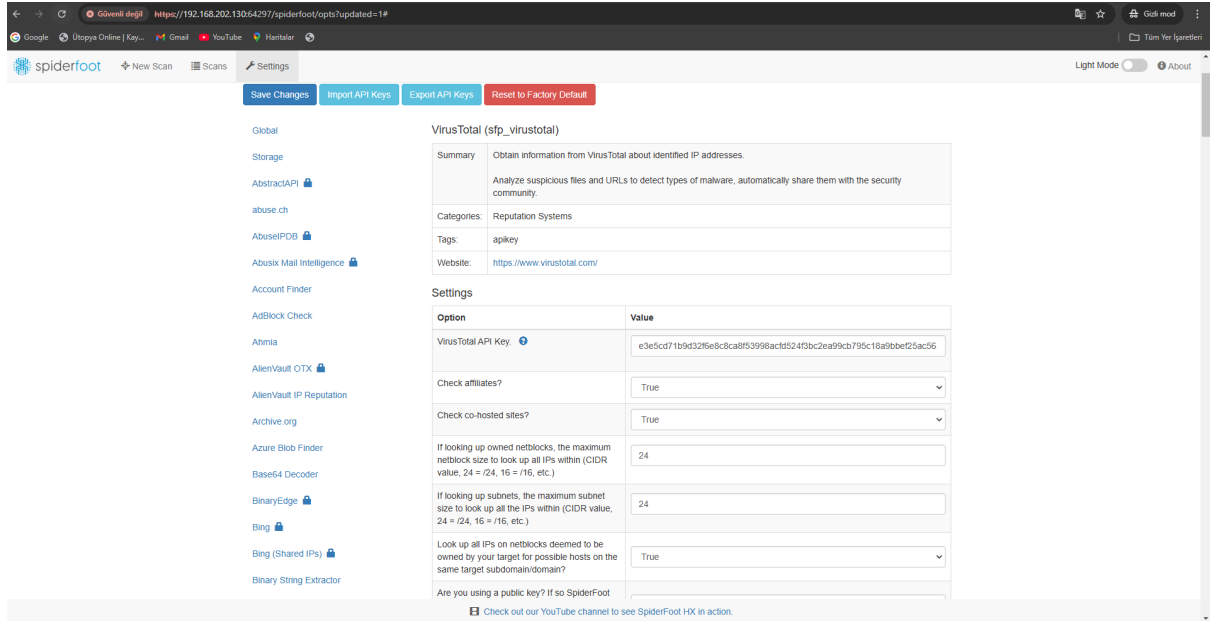 Güvenli değil https://192.168.202.130:64297/spiderfoot/opts?updated=1# Gizli mod
Google Ütopya Online | Kay... Gmail YouTube Haritalar Tüm Yer İşaretleri
spiderfoot New Scan Scans Settings Light Mode About
Save Changes Import API Keys Export API Keys Reset to Factory Default
Global
Storage
AbstractAPI
abuse.ch
AbuseIPDB
Abusix Mail Intelligence
Account Finder
AdBlock Check
Ahmia
AlienVault OTX
AlienVault IP Reputation
Archive.org
Azure Blob Finder
Base64 Decoder
BinaryEdge
Bing
Bing (Shared IPs)
Binary String Extractor
VirusTotal (sfp_virustotal)
Summary Obtain information from VirusTotal about identified IP addresses.
Analyze suspicious files and URLs to detect types of malware, automatically share them with the security
community.
Categories: Reputation Systems
Tags: apikey
Website: https://www.virustotal.com/
Settings
Option Value
VirusTotal API Key. e3e5cd71b9d32f6e8c8ca8f53998acfd524f3bc2ea99cb795c18a9bbef25ac56
Check affiliates? True
Check co-hosted sites? True
If looking up owned netblocks, the maximum
netblock size to look up all IPs within (CIDR
value, 24 = /24, 16 = /16, etc.)
24
If looking up subnets, the maximum subnet
size to look up all the IPs within (CIDR value,
24 = /24, 16 = /16, etc.)
24
Look up all IPs on netblocks deemed to be
owned by your target for possible hosts on the
same target subdomain/domain?
True
Are you using a public key? If so SpiderFoot
Check out our YouTube channel to see SpiderFoot HX in action.